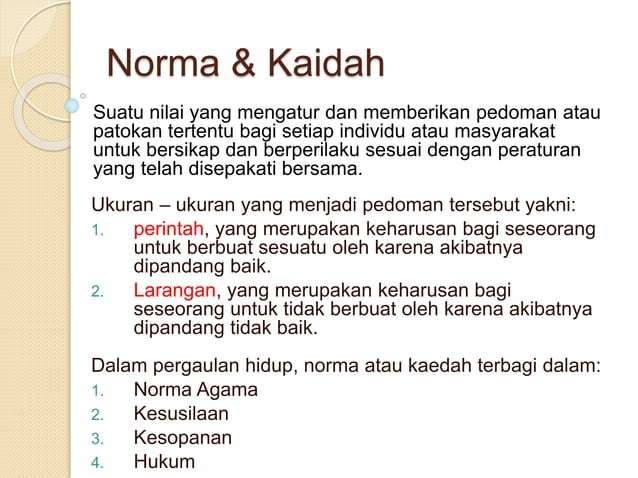 Norma & Kaidah
Suatu nilai yang mengatur dan memberikan pedoman atau
patokan tertentu bagi setiap individu atau masyarakat
untuk bersikap dan berperilaku sesuai dengan peraturan
yang telah disepakati bersama.
Ukuran – ukuran yang menjadi pedoman tersebut yakni:
1. perintah, yang merupakan keharusan bagi seseorang
untuk berbuat sesuatu oleh karena akibatnya
dipandang baik.
2. Larangan, yang merupakan keharusan bagi
seseorang untuk tidak berbuat oleh karena akibatnya
dipandang tidak baik.
Dalam pergaulan hidup, norma atau kaedah terbagi dalam:
1. Norma Agama
2. Kesusilaan
3. Kesopanan
4. Hukum